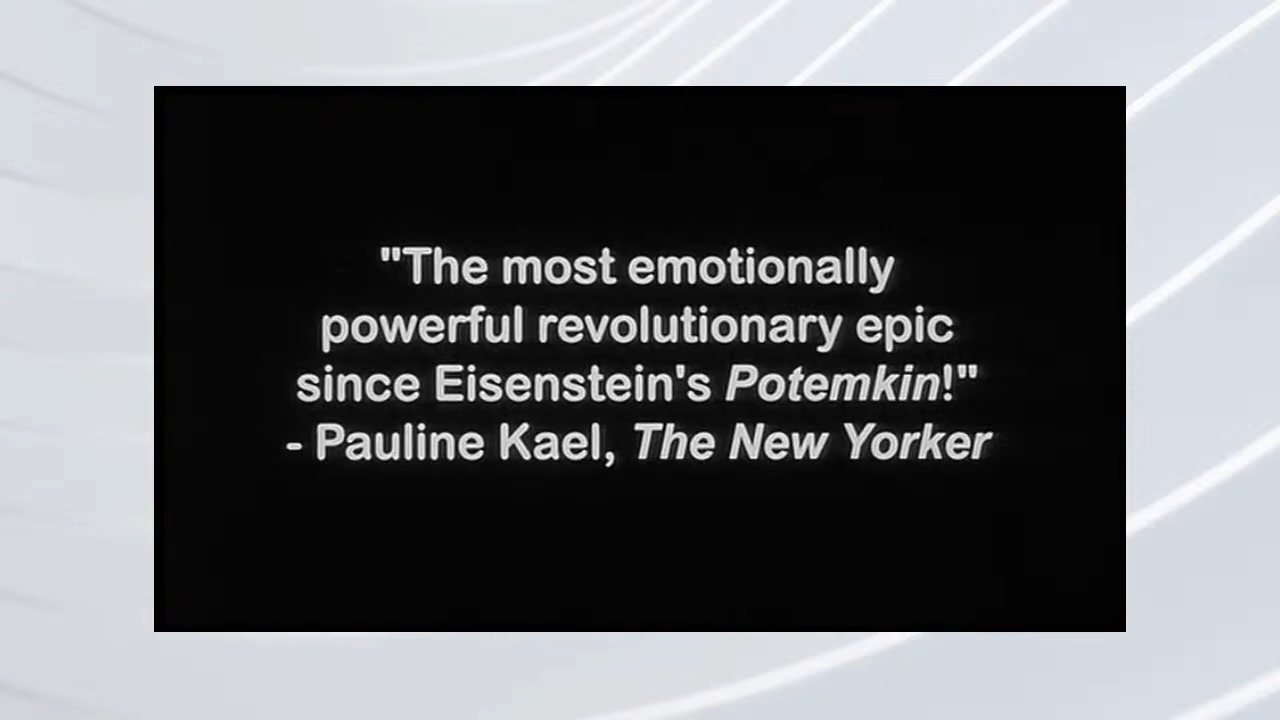 "The most emotionally
powerful revolutionary epic
since Eisenstein's Potemkin!"
- Pauline Kael, The New Yorker